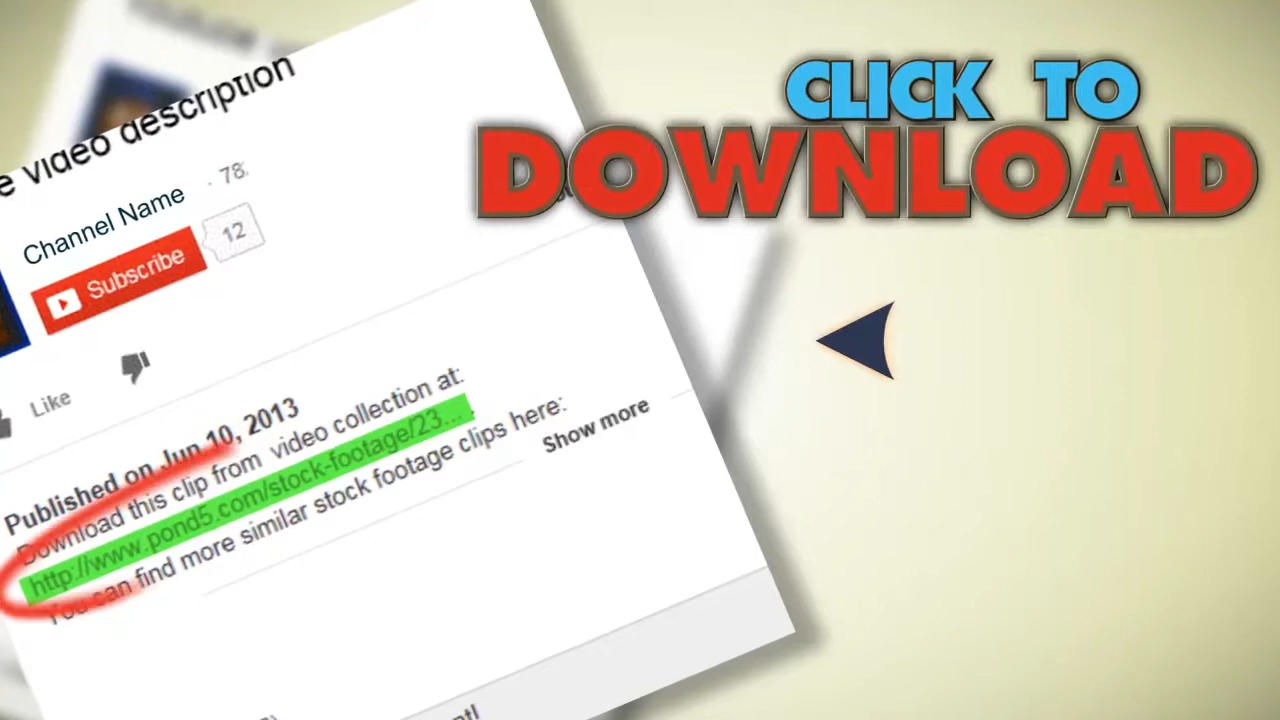 CLICK TO
DOWNLOAD
e video description
Channel Name
78
Subscribe
12
Like
Published on Jun 10, 2013
Download this clip from video collection at:
http://www.pond5.com/stock-footage/23...
You can find more similar stock footage clips here:
Show more